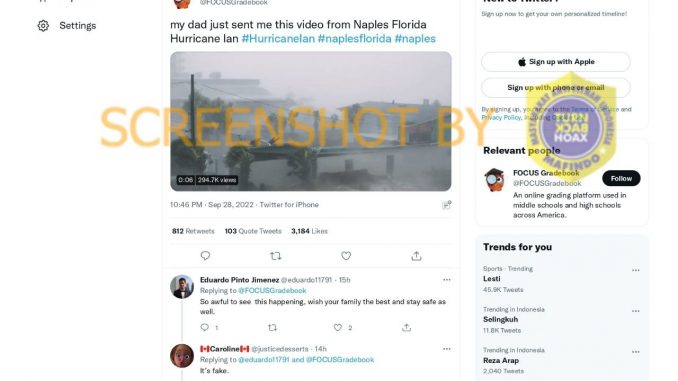 @FOCUSGradebook
my dad just sent me this video from Naples Florida
Hurricane Ian #HurricaneIan #naplesflorida #naples
0:06 294.7K views
10:46 PM · Sep 28, 2022 · Twitter for iPhone
812 Retweets 103 Quote Tweets 3,184 Likes
Eduardo Pinto Jimenez @eduardo11791 · 15h
Replying to @FOCUSGradebook
So awful to see this happening, wish your family the best and stay safe as
well.
1
2
Caroline @justicedesserts · 14h
Replying to @eduardo11791 and @FOCUSGradebook
It's fake.
Settings
SCREENSHOT BY
Sign up now to get your own personalized timeline!
Sign up with Apple
Sign up with phone or email
By signing up, you agree to the Terms of Service and
Privacy Policy, including
Relevant people
FOCUS Gradebook
@FOCUSGradebook
Follow
An online grading platform used in
middle schools and high schools
across America.
Trends for you
Sports · Trending
Lesti
45.9K Tweets
Trending in Indonesia
Selingkuh
11.8K Tweets
Trending in Indonesia
Reza Arap
2,040 Tweets
BACK
HOAX
MAFINDO